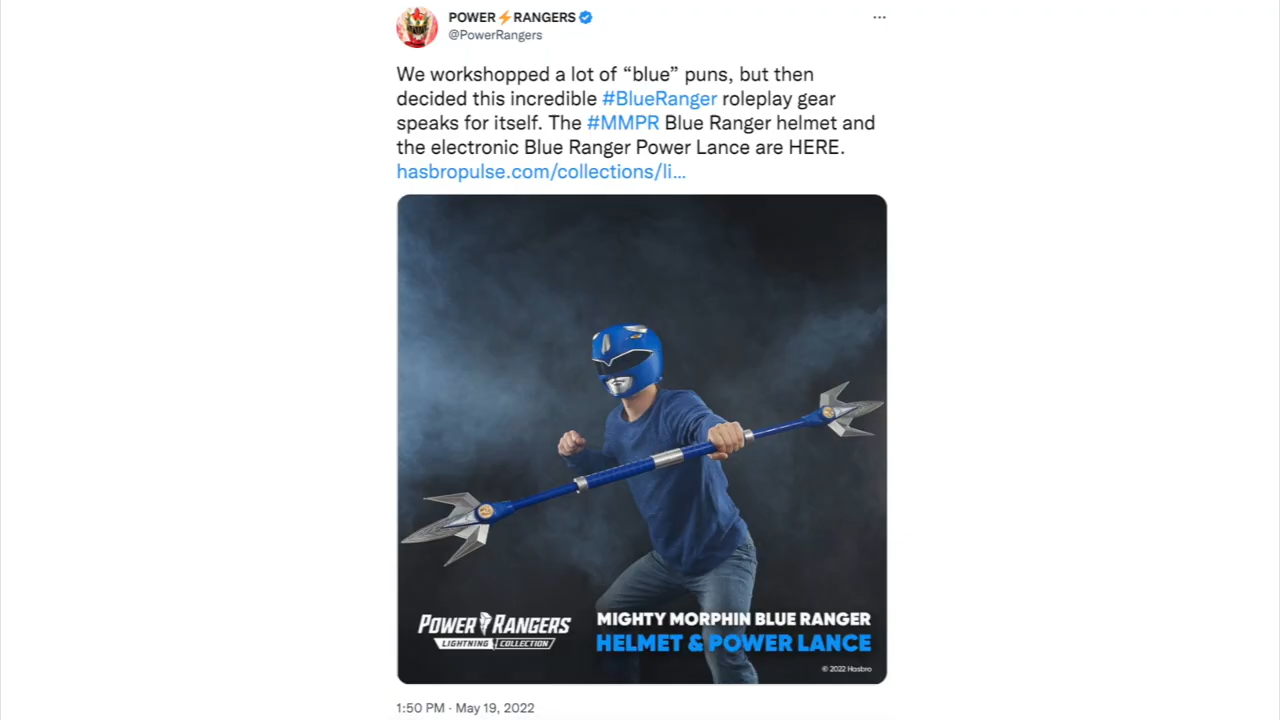 POWER⚡RANGERS
@PowerRangers
We workshopped a lot of “blue” puns, but then
decided this incredible #BlueRanger roleplay gear
speaks for itself. The #MMPR Blue Ranger helmet and
the electronic Blue Ranger Power Lance are HERE.
hasbropulse.com/collections/li…
POWER RANGERS
LIGHTNING COLLECTION
MIGHTY MORPHIN BLUE RANGER
HELMET & POWER LANCE
© 2022 Hasbro
1:50 PM · May 19, 2022